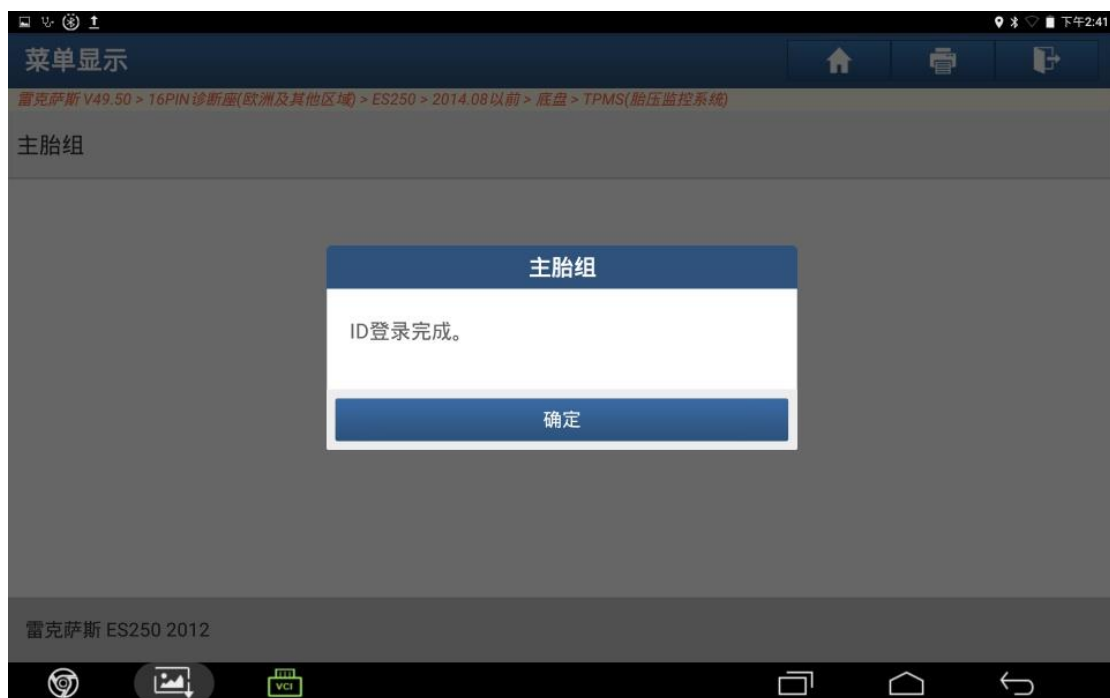 下午2:41
菜单显示
雷克萨斯 V49.50 > 16PIN诊断座(欧洲及其他区域) > ES250 > 2014.08以前 > 底盘 > TPMS(胎压监控系统)
主胎组
主胎组
ID登录完成。
确定
雷克萨斯 ES250 2012
VCI